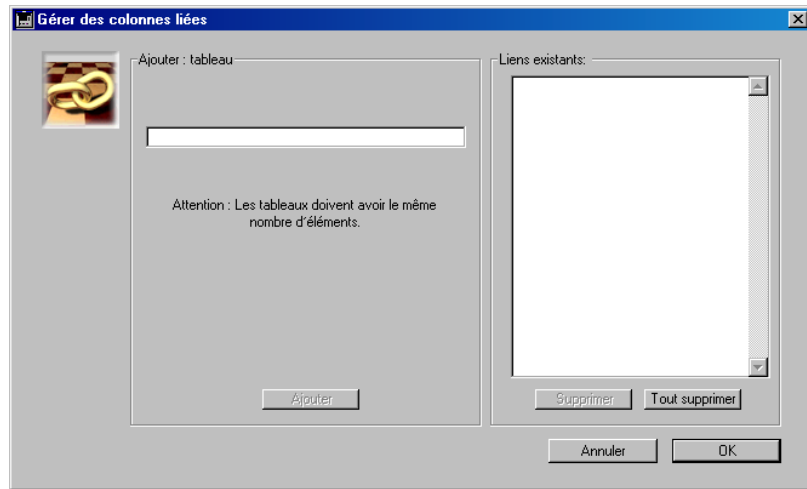 Gérer des colonnes liées
Ajouter : tableau
Liens existants:
Attention : Les tableaux doivent avoir le même
nombre d'éléments.
Ajouter
Supprimer
Tout supprimer
Annuler
OK